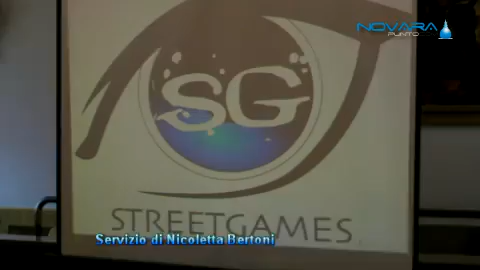 NOVARA
PUNTO
SG
STREETGAMES
Servizio di Nicoletta Bertoni